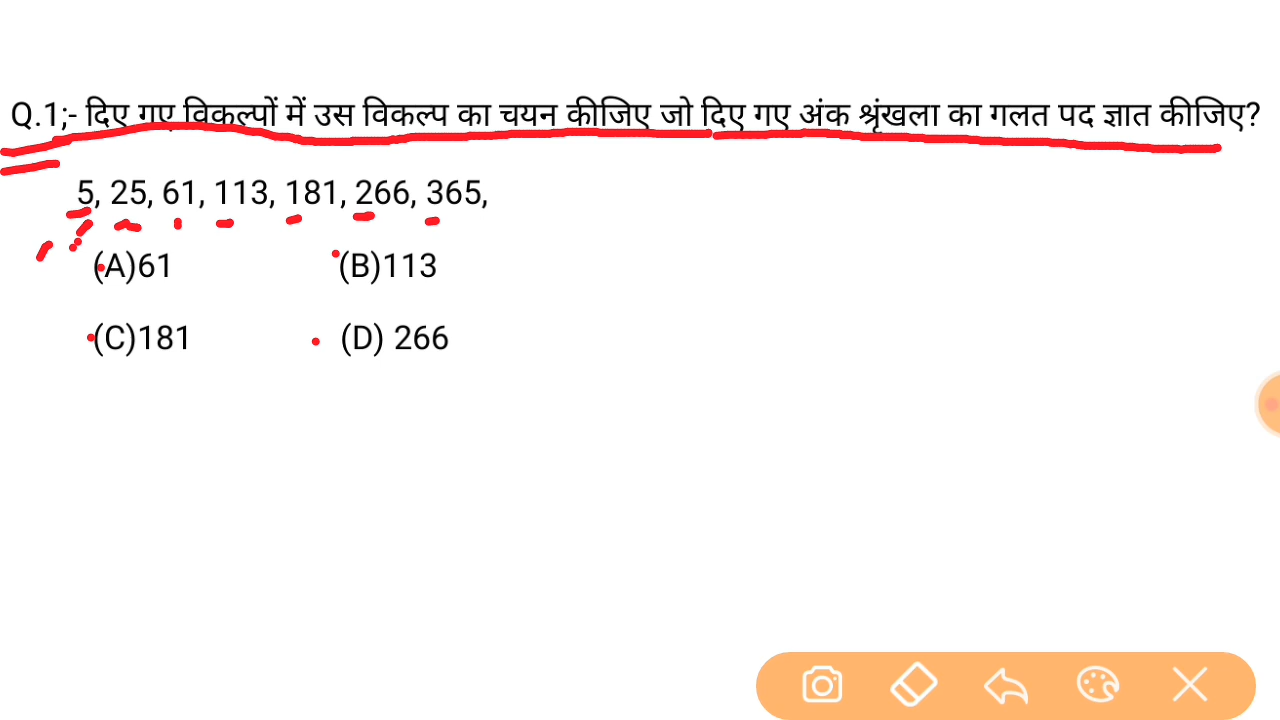 Q.1;- दिए गए विकल्पों में उस विकल्प का चयन कीजिए जो दिए गए अंक श्रृंखला का गलत पद ज्ञात कीजिए?
5, 25, 61, 113, 181, 266, 365,
(A)61 (B)113
(C)181 (D) 266